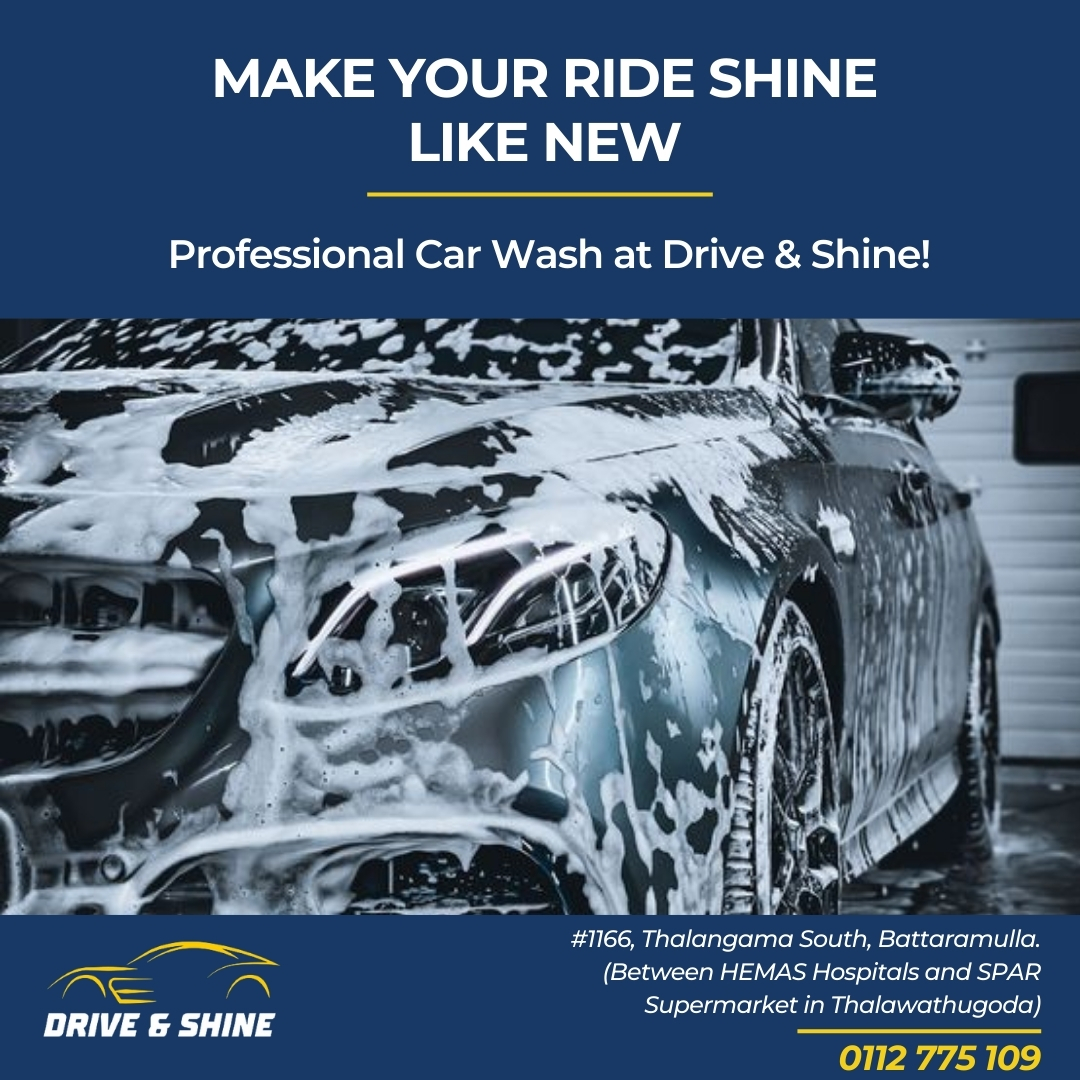 MAKE YOUR RIDE SHINE
LIKE NEW
Professional Car Wash at Drive & Shine!
#1166, Thalangama South, Battaramulla.
(Between HEMAS Hospitals and SPAR
Supermarket in Thalawathugoda)
DRIVE & SHINE
0112 775 109